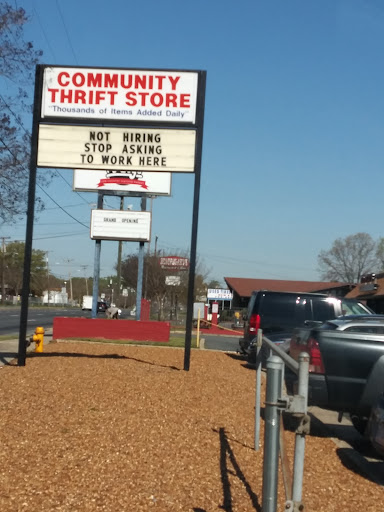 COMMUNITY
THRIFT STORE
"Thousands of Items Added Daily"
NOT HIRING
STOP ASKING
TO WORK HERE
GRAND OPENING